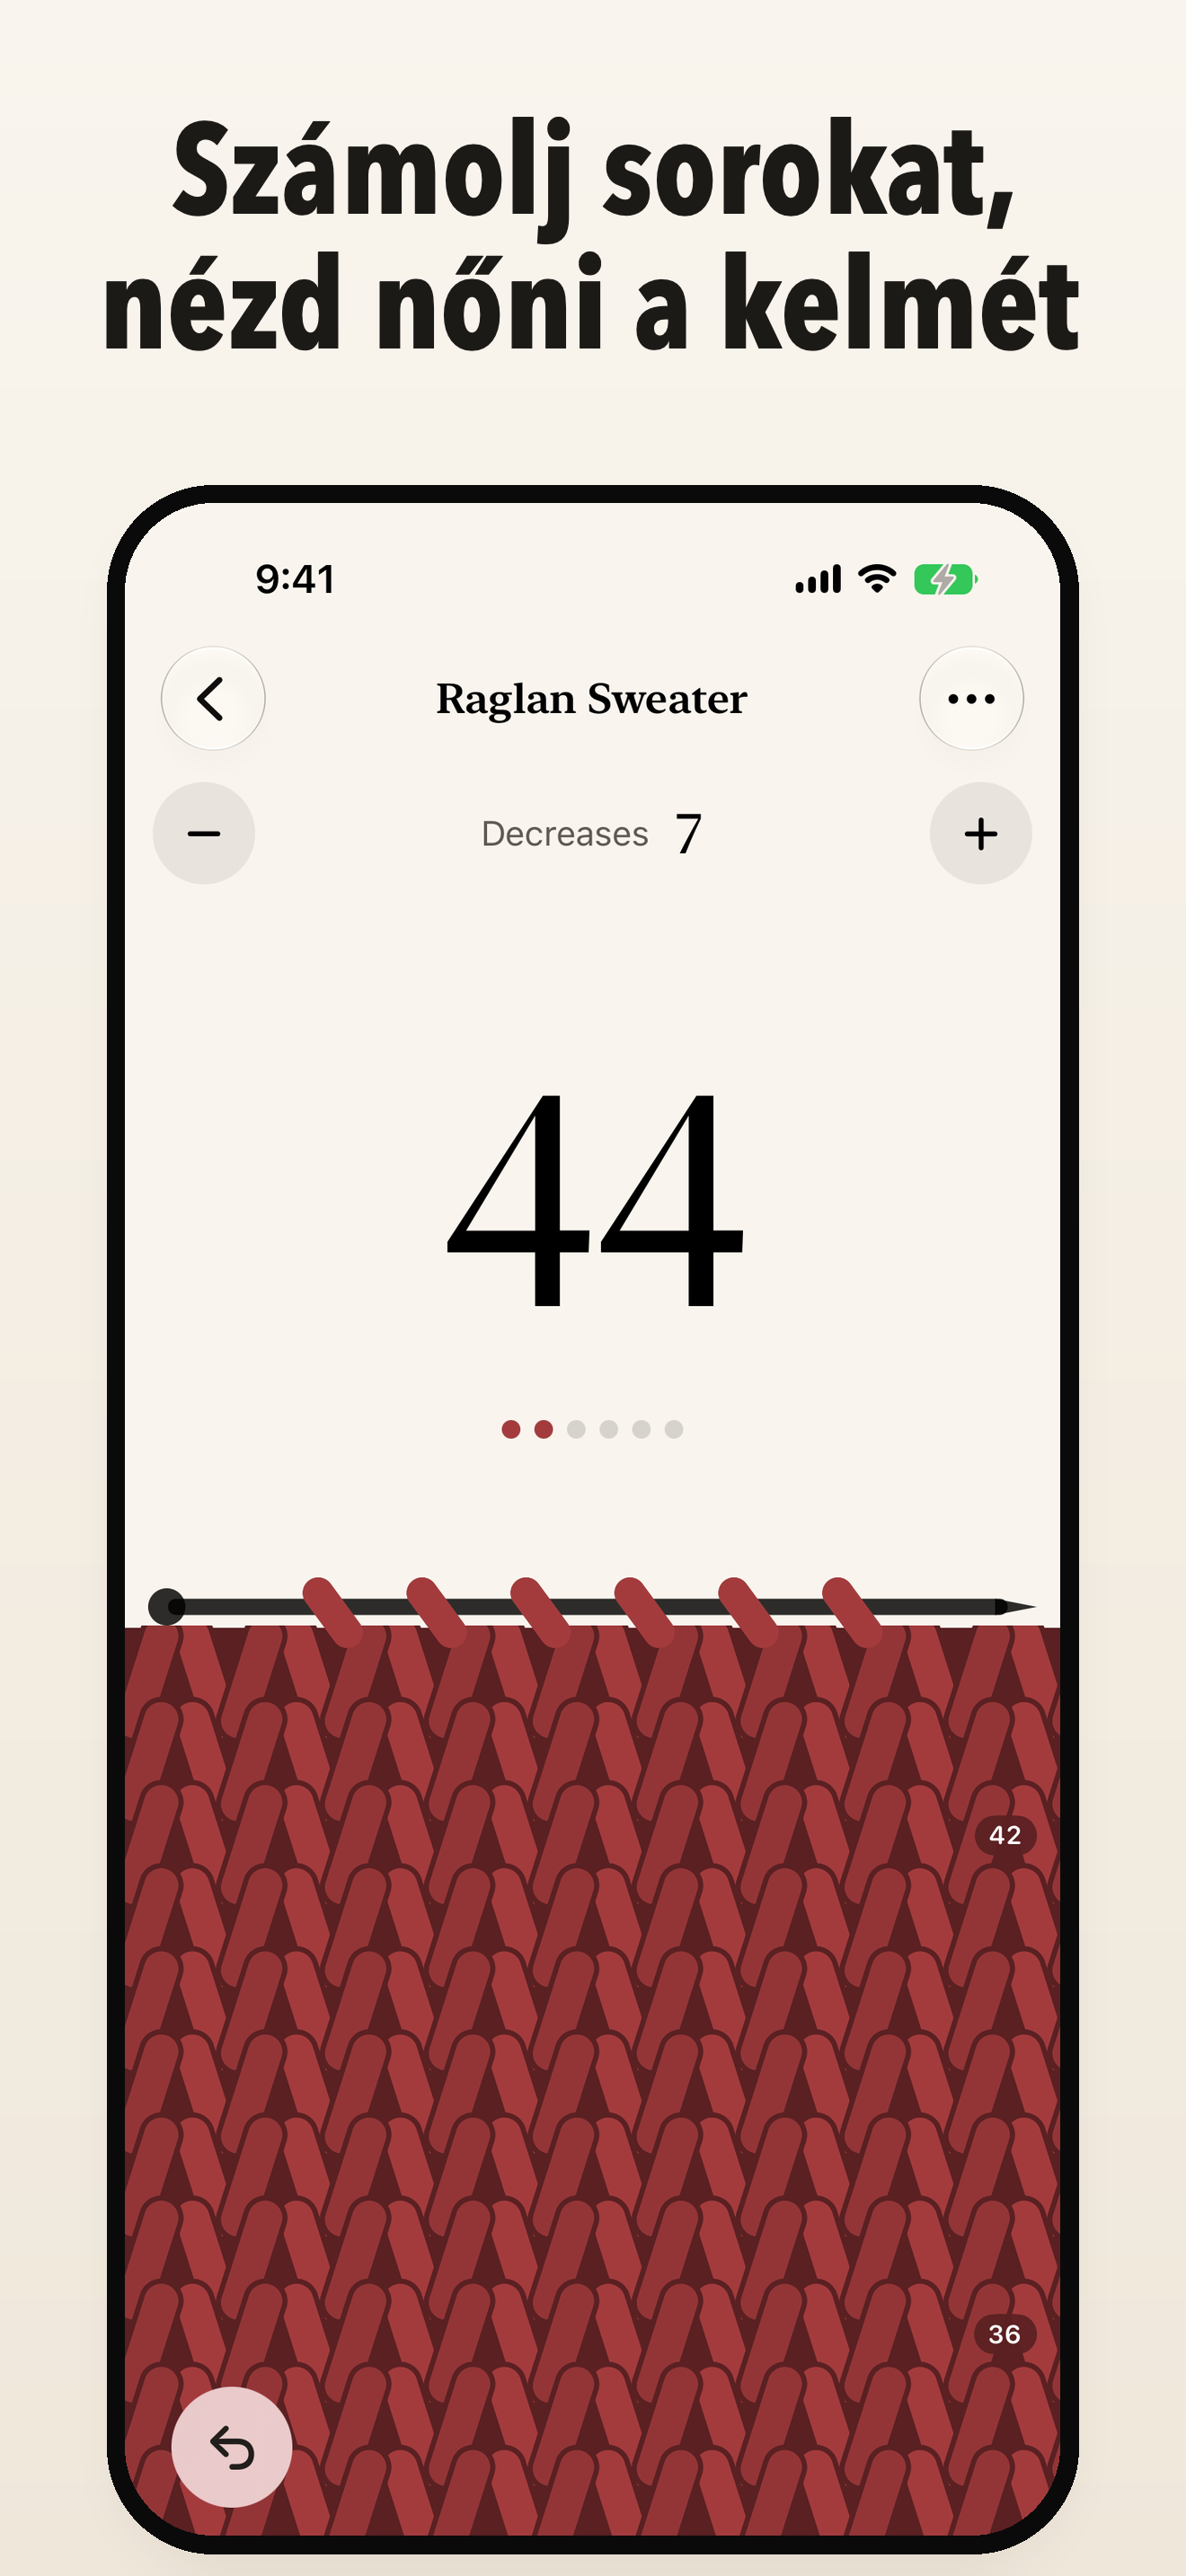 Számolj sorokat,
nézd nőni a kelmét
9:41
Raglan Sweater
Decreases 7
44
42
36